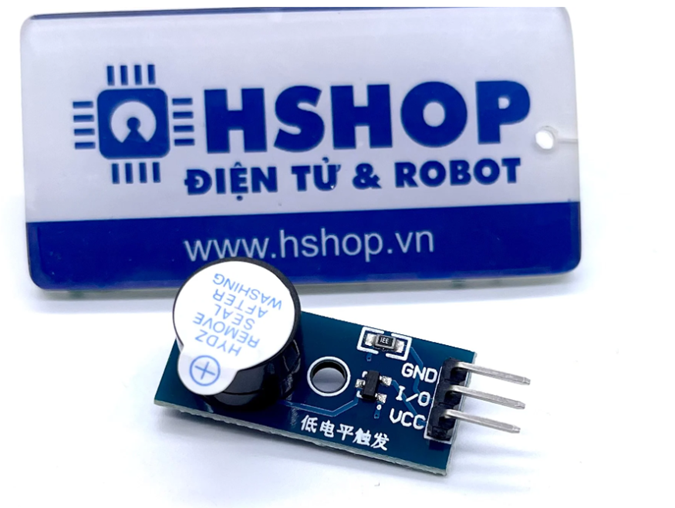 HSHOP
ĐIỆN TỬ & ROBOT
www.hshop.vn
HYDZ
REMOVE
SEAL
AFTER
WASHING
GND
I/O
VCC
低电平触发